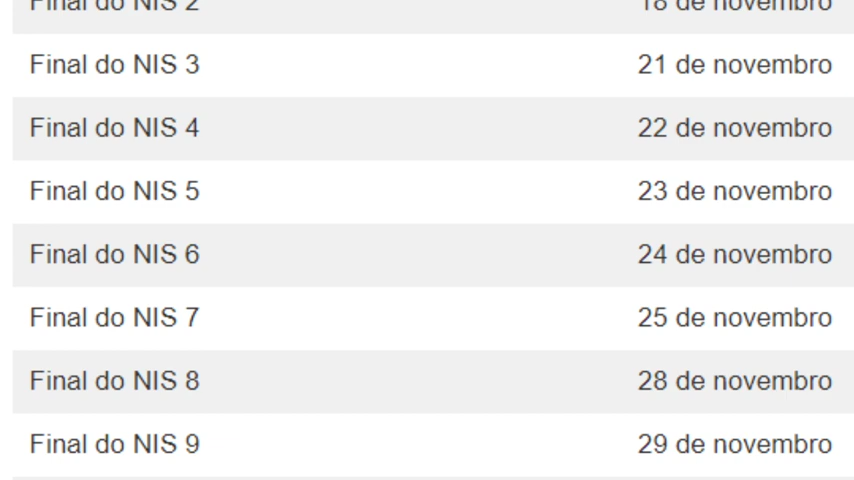 Final do NIS 2 18 de novembro
Final do NIS 3 21 de novembro
Final do NIS 4 22 de novembro
Final do NIS 5 23 de novembro
Final do NIS 6 24 de novembro
Final do NIS 7 25 de novembro
Final do NIS 8 28 de novembro
Final do NIS 9 29 de novembro